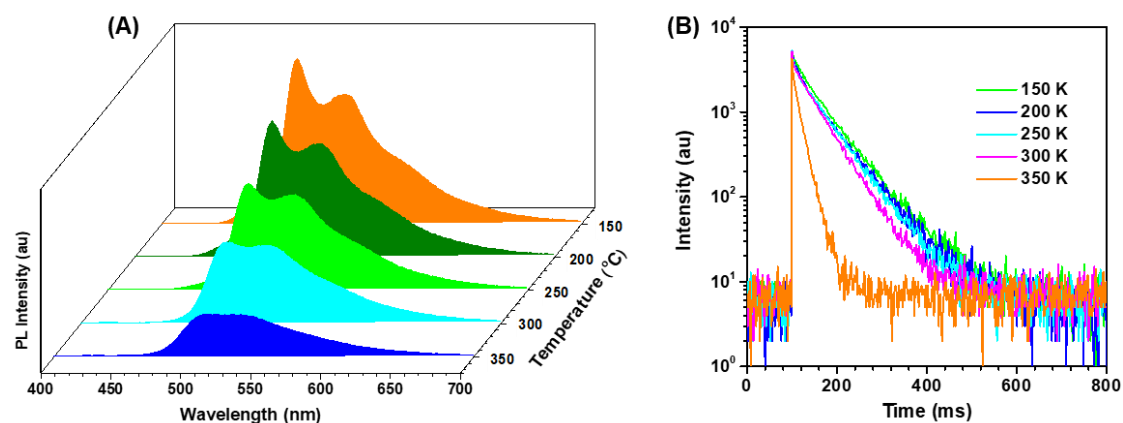 (A)
PL Intensity (au)
400
450
500
550
600
650
700
Wavelength (nm)
150
200
250
300
350
Temperature (°C)
(B)
Intensity (au)
10⁴
10³
10²
10¹
10⁰
150 K
200 K
250 K
300 K
350 K
0
200
400
600
800
Time (ms)